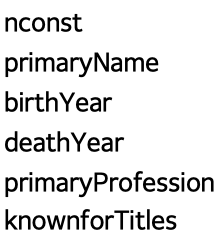 nconst
primaryName
birthYear
deathYear
primaryProfession
knownforTitles